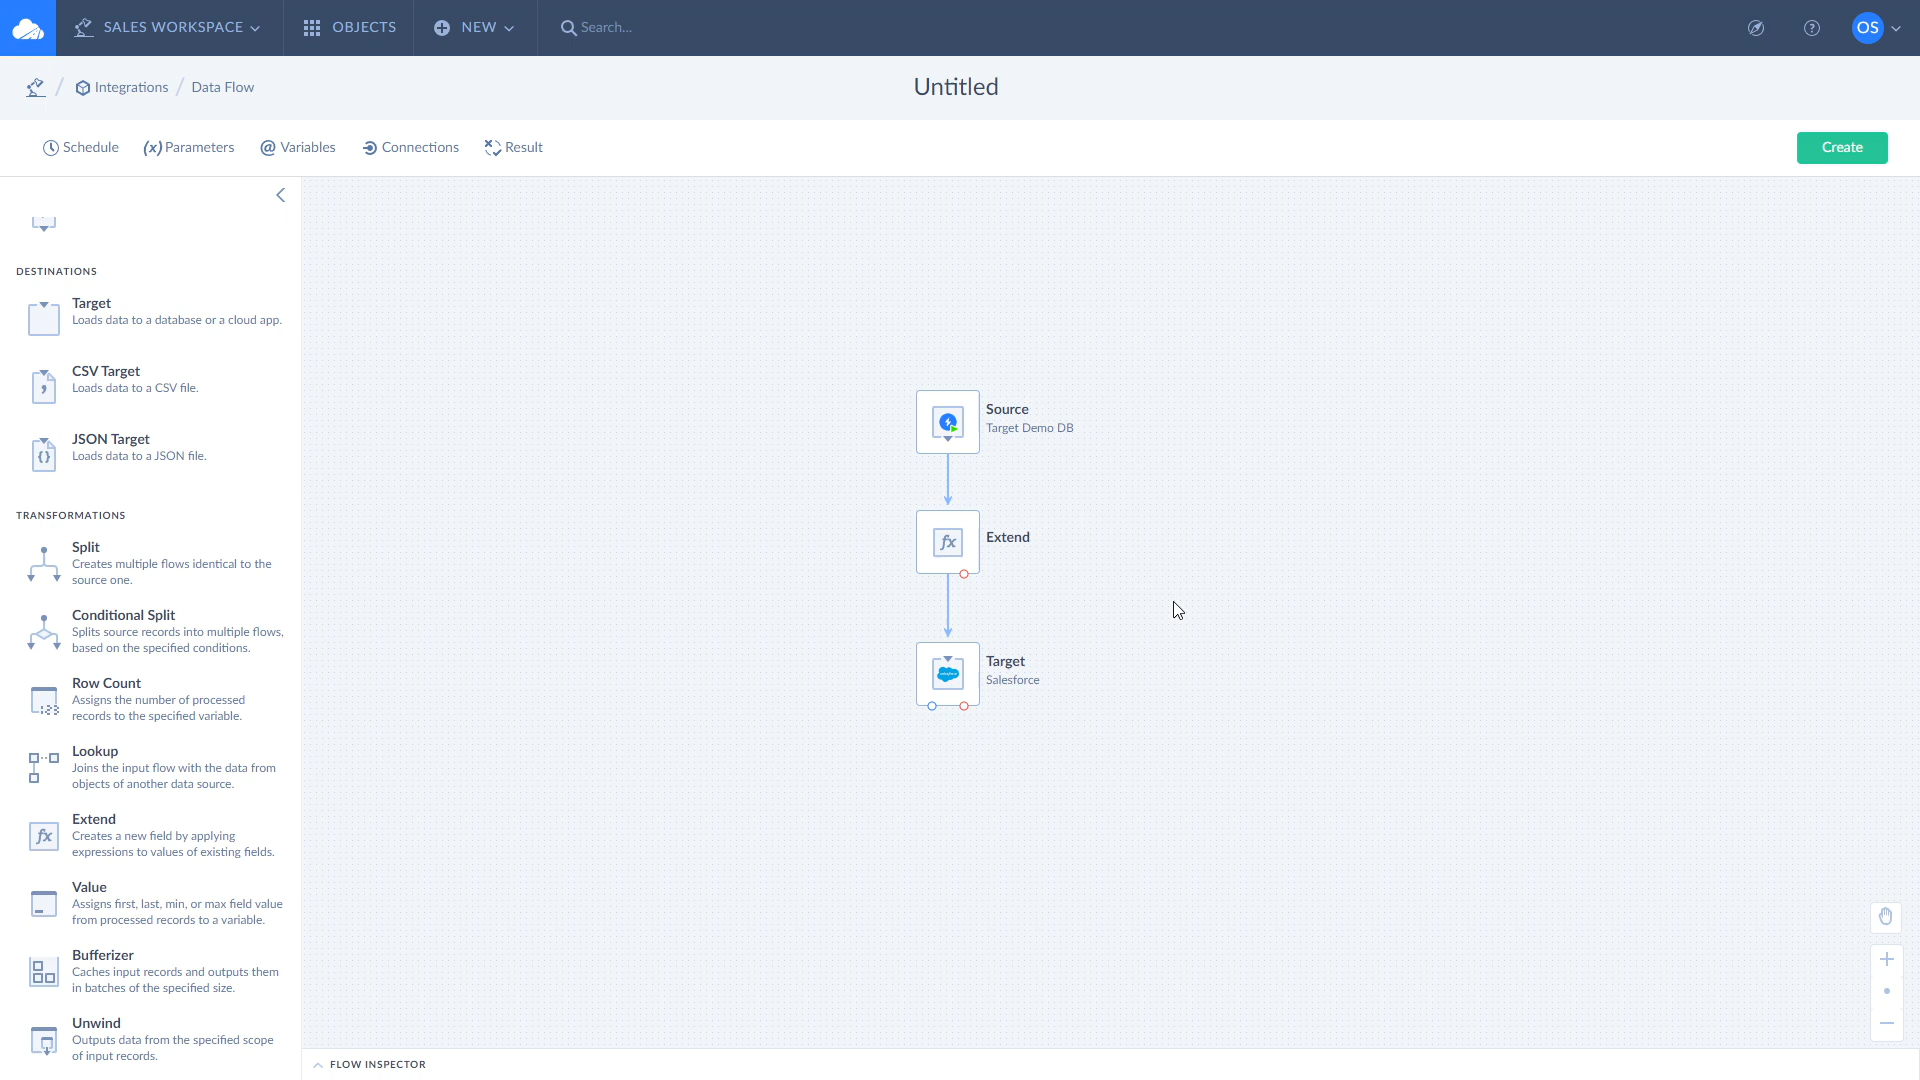 SALES WORKSPACE
OBJECTS
NEW
Search...
OS
Integrations / Data Flow
Untitled
Schedule
(x) Parameters
@ Variables
Connections
Result
Create
DESTINATIONS
Target
Loads data to a database or a cloud app.
CSV Target
Loads data to a CSV file.
JSON Target
Loads data to a JSON file.
TRANSFORMATIONS
Split
Creates multiple flows identical to the
source one.
Conditional Split
Splits source records into multiple flows,
based on the specified conditions.
Row Count
Assigns the number of processed
records to the specified variable.
Lookup
Joins the input flow with the data from
objects of another data source.
fx
Extend
Creates a new field by applying
expressions to values of existing fields.
Value
Assigns first, last, min, or max field value
from processed records to a variable.
Bufferizer
Caches input records and outputs them
in batches of the specified size.
Unwind
Outputs data from the specified scope
of input records.
Source
Target Demo DB
fx
Extend
Target
Salesforce
FLOW INSPECTOR